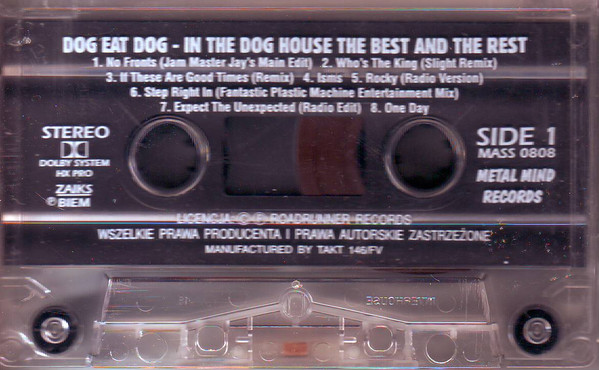 DOG EAT DOG - IN THE DOG HOUSE THE BEST AND THE REST
1. No Fronts (Jam Master Jay's Main Edit) 2. Who's The King (Slight Remix)
3. If These Are Good Times (Remix) 4. Isms 5. Rocky (Radio Version)
6. Step Right In (Fantastic Plastic Machine Entertainment Mix)
7. Expect The Unexpected (Radio Edit) 8. One Day
STEREO
DOLBY SYSTEM
HX PRO
ZAIKS
℗ BIEM
SIDE 1
MASS 0808
METAL MIND
RECORDS
LICENCJA: © ℗ ROADRUNNER RECORDS
WSZELKIE PRAWA PRODUCENTA I PRAWA AUTORSKIE ZASTRZEŻONE
MANUFACTURED BY TAKT 146/FV